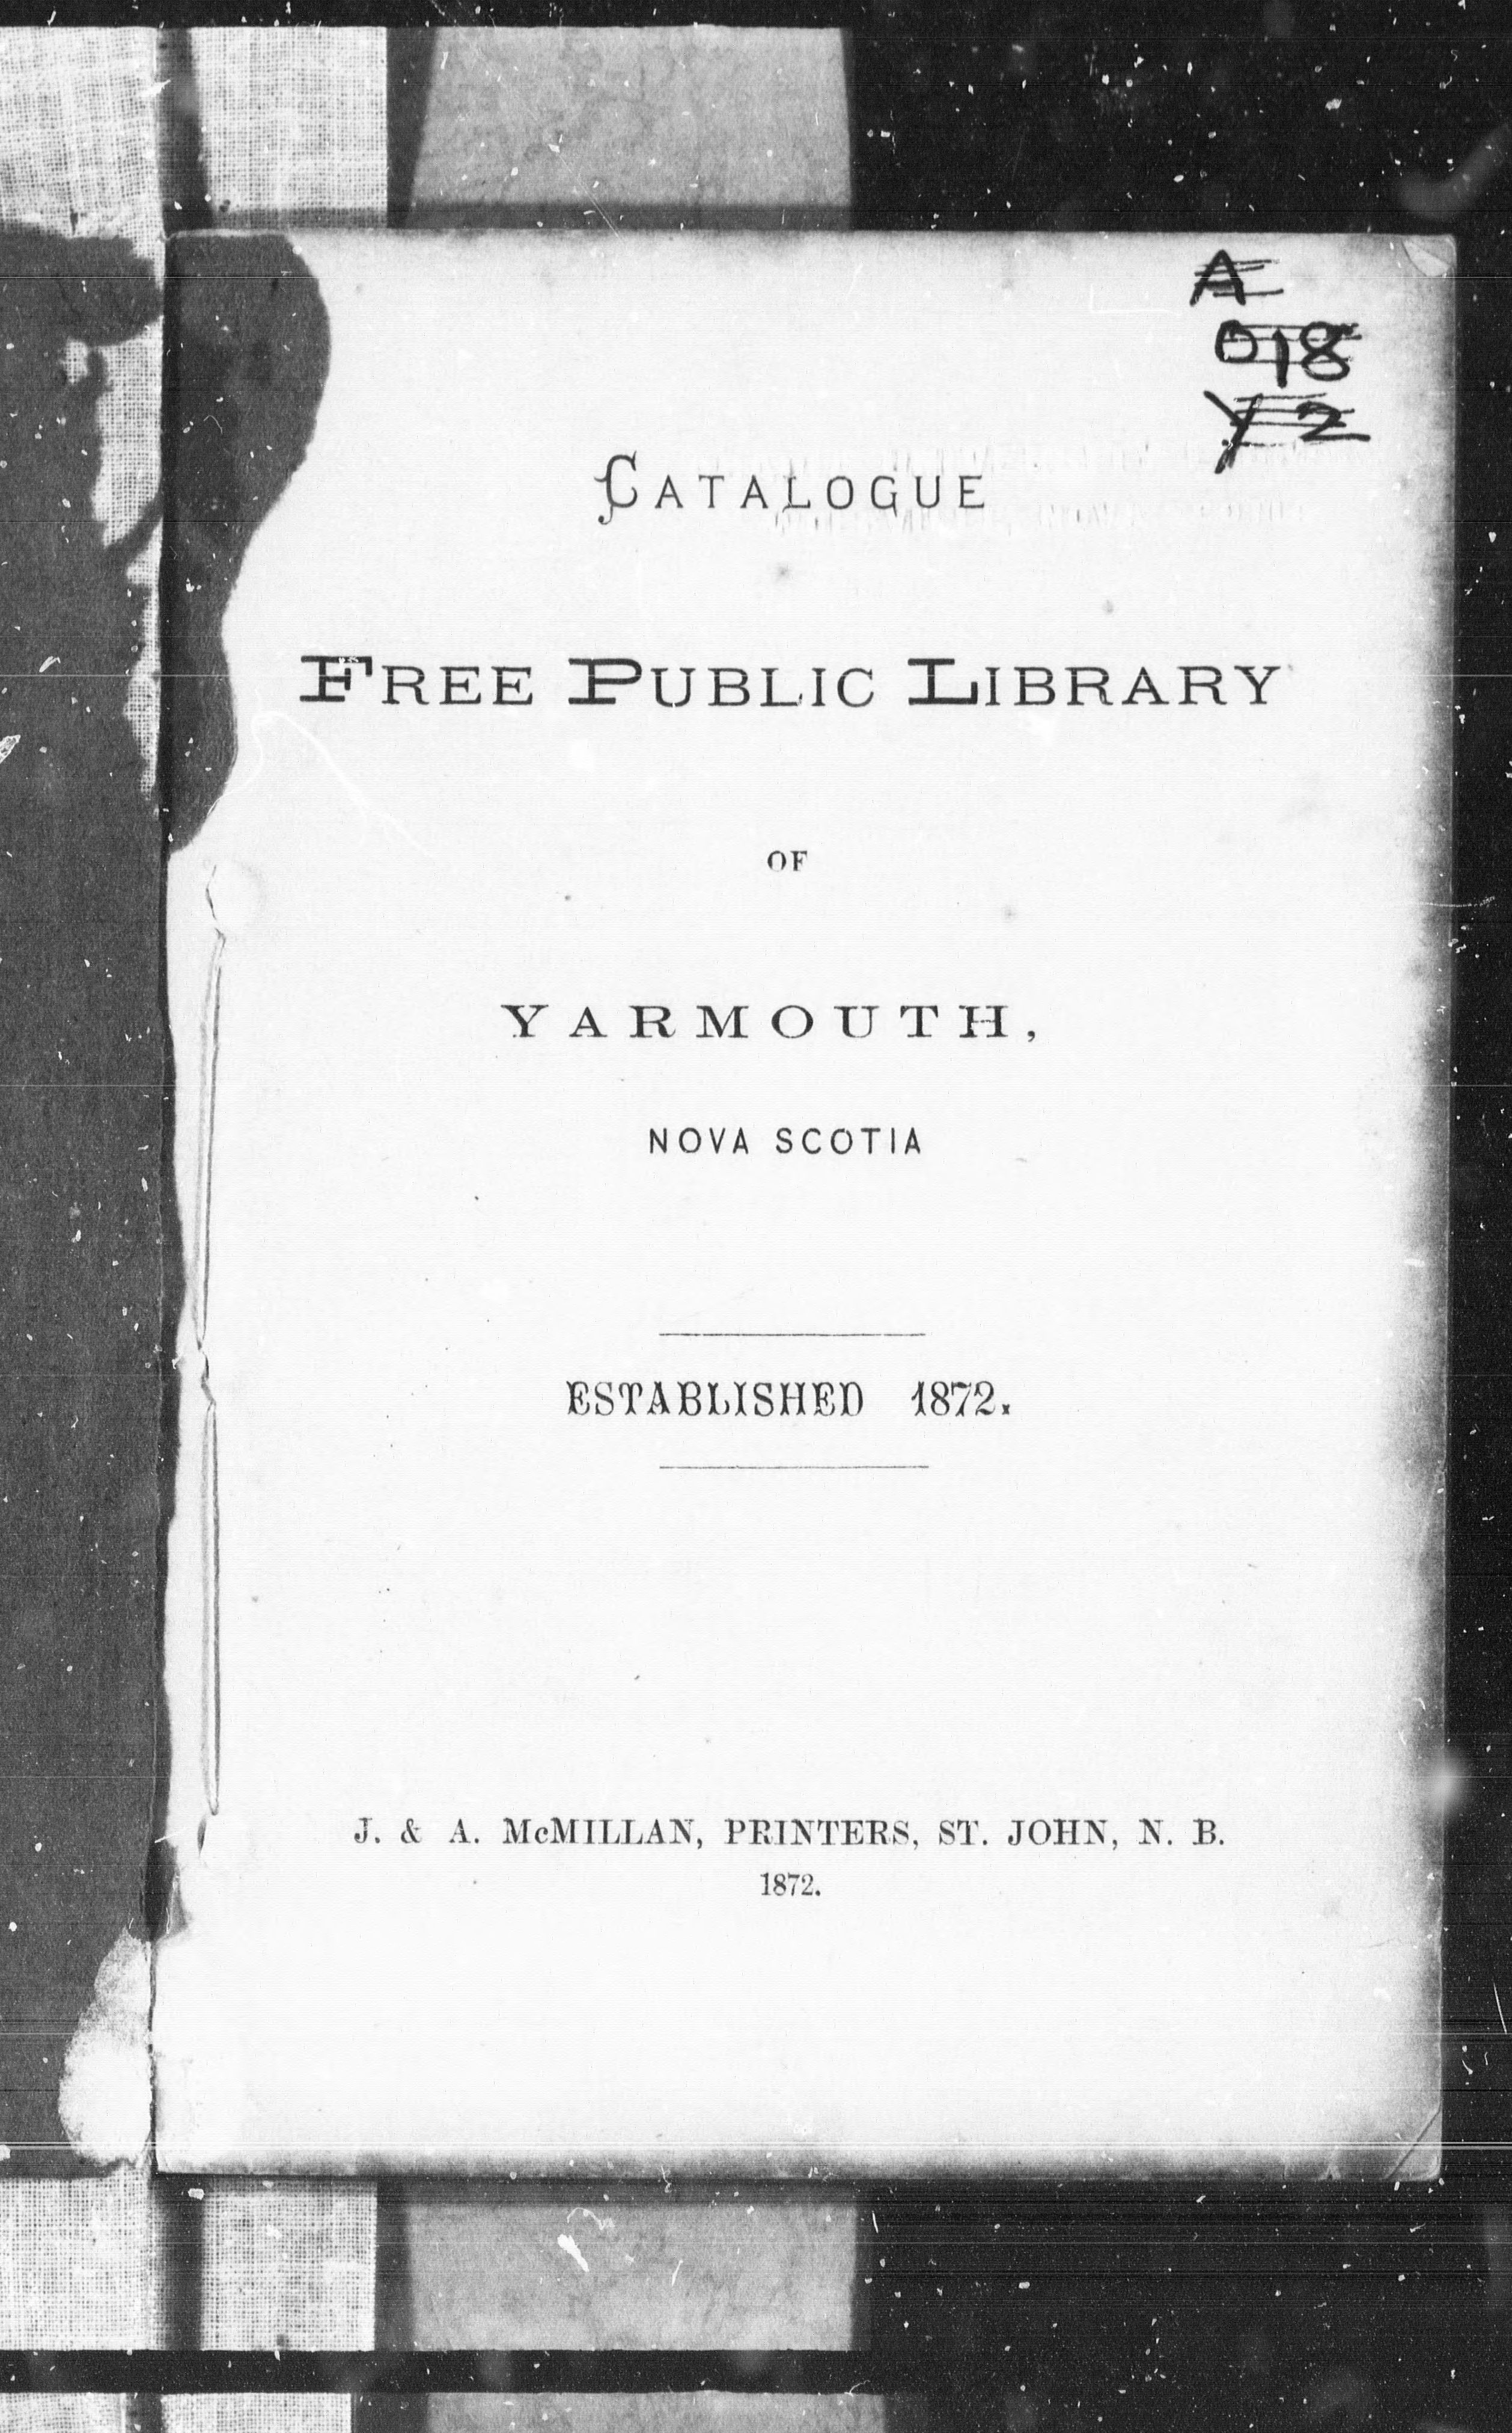 A
018
Y2
CATALOGUE
FREE PUBLIC LIBRARY
OF
YARMOUTH,
NOVA SCOTIA
ESTABLISHED 1872.
J. & A. McMILLAN, PRINTERS, ST. JOHN, N. B.
1872.